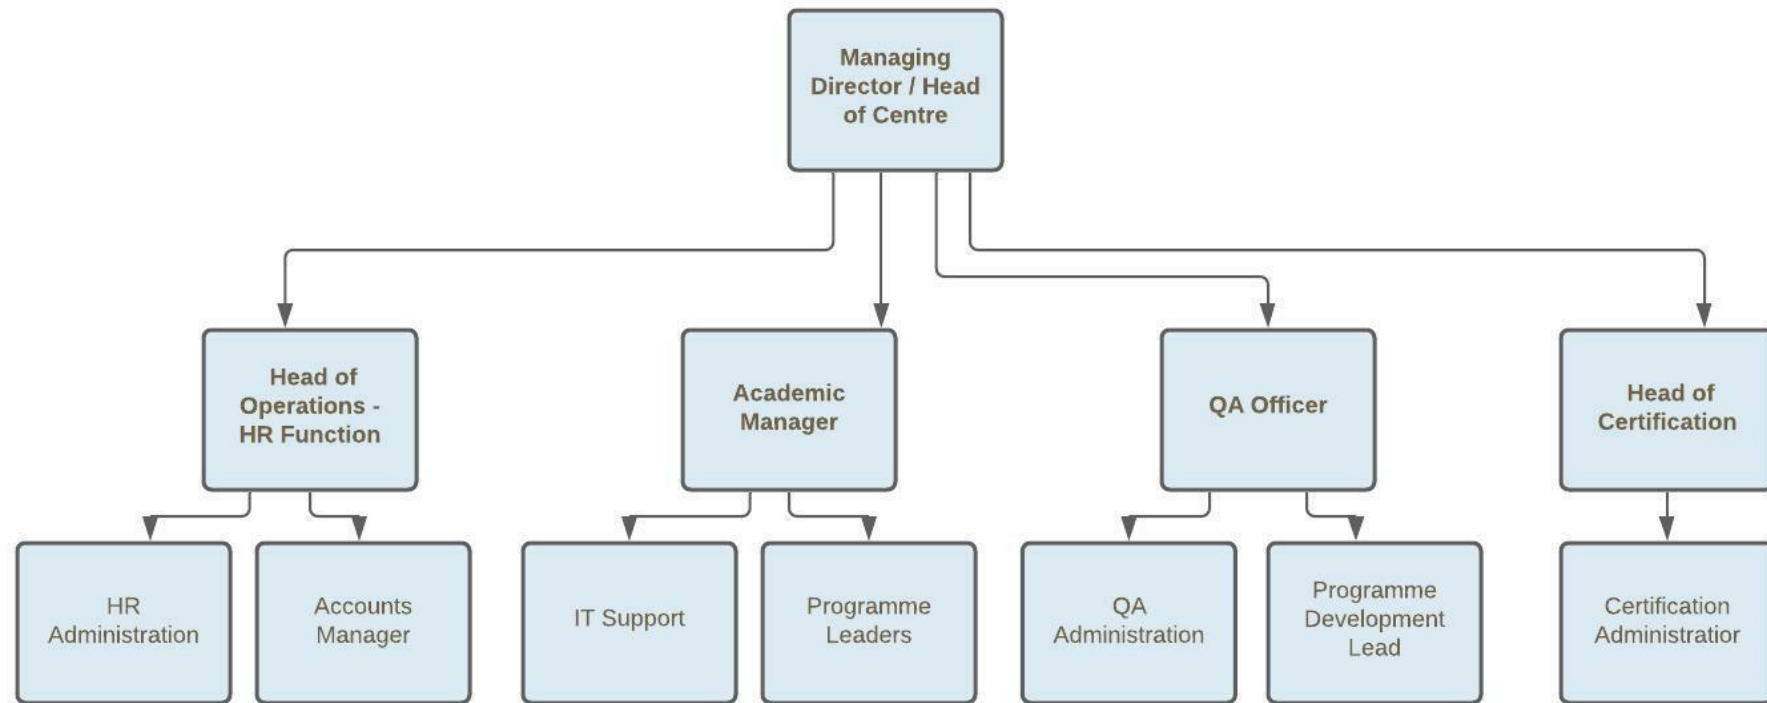 Managing
Director / Head
of Centre
Head of
Operations -
HR Function
Academic
Manager
QA Officer
Head of
Certification
HR
Administration
Accounts
Manager
IT Support
Programme
Leaders
QA
Administration
Programme
Development
Lead
Certification
Administratior